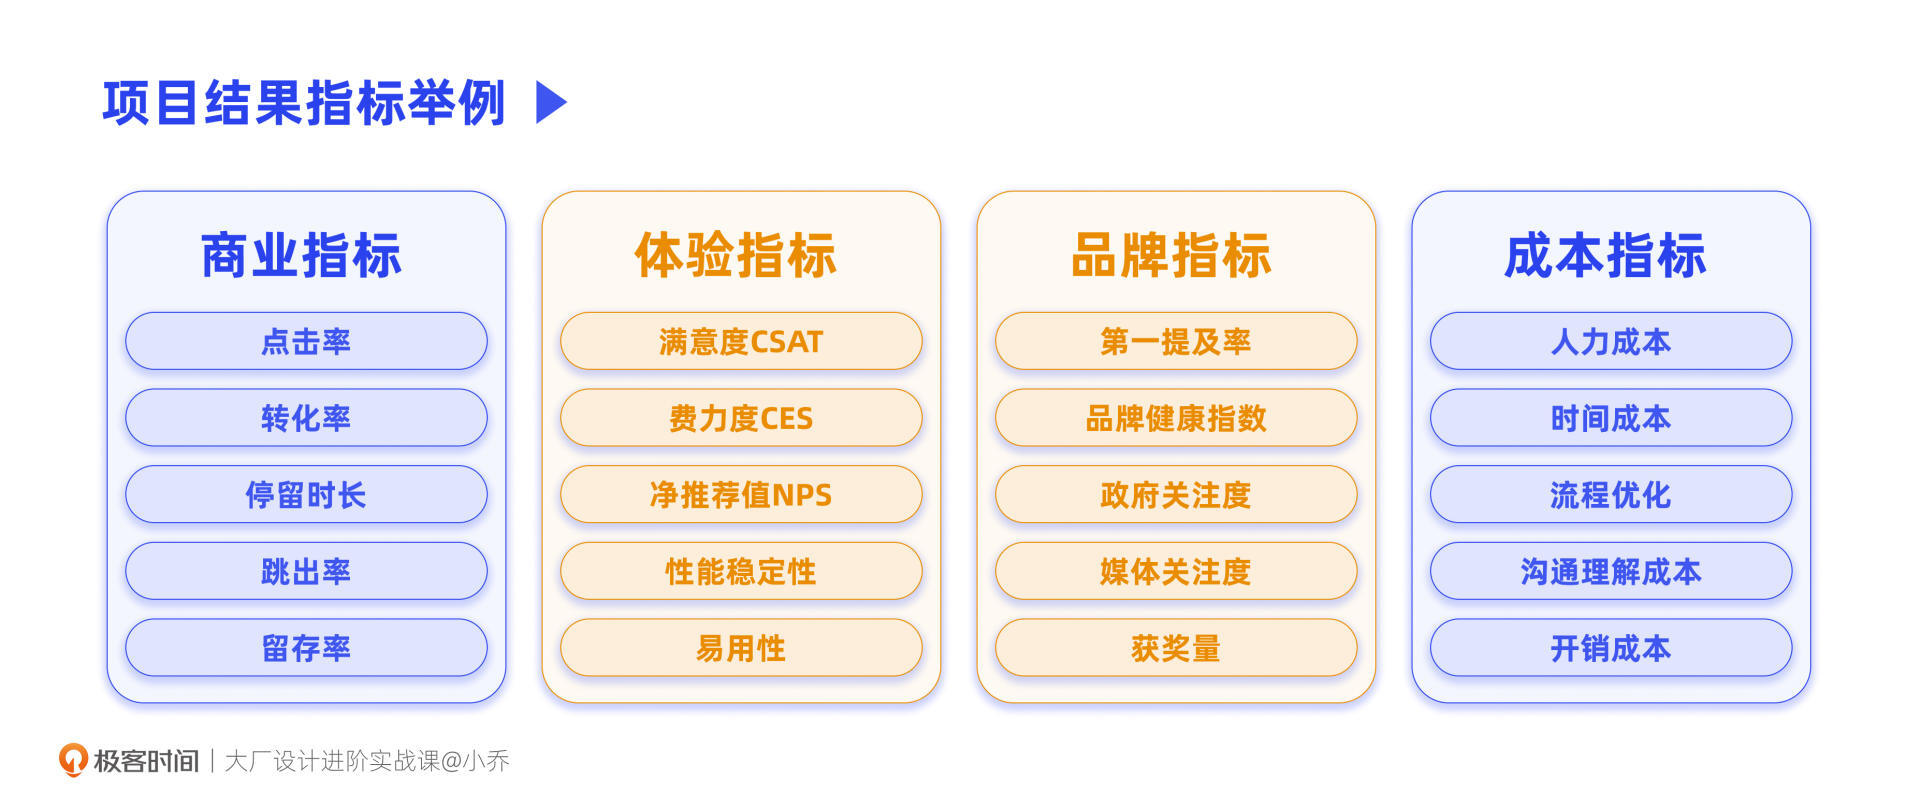 项目结果指标举例
商业指标
点击率
转化率
停留时长
跳出率
留存率
体验指标
满意度CSAT
费力度CES
净推荐值NPS
性能稳定性
易用性
品牌指标
第一提及率
品牌健康指数
政府关注度
媒体关注度
获奖量
成本指标
人力成本
时间成本
流程优化
沟通理解成本
开销成本
极客时间 | 大厂设计进阶实战课@小乔